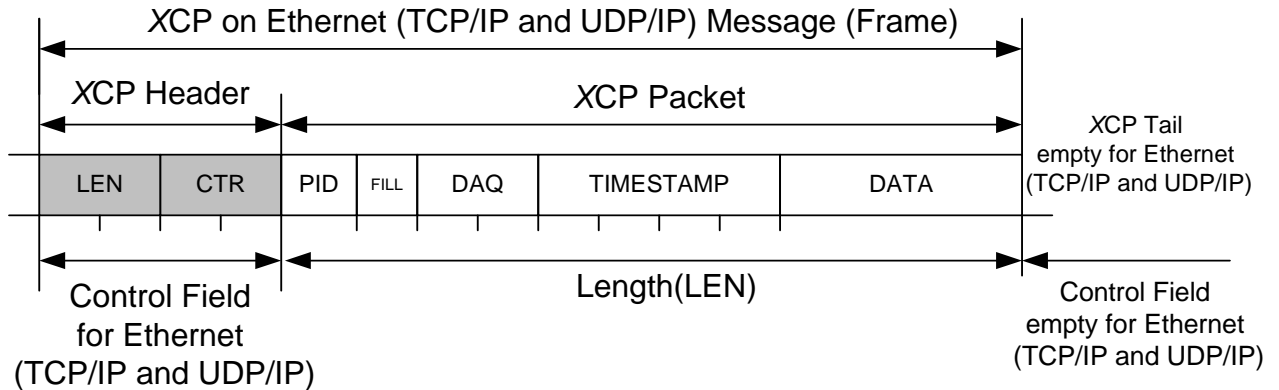 XCP on Ethernet (TCP/IP and UDP/IP) Message (Frame)
XCP Header
XCP Packet
XCP Tail
empty for Ethernet
(TCP/IP and UDP/IP)
LEN
CTR
PID
FILL
DAQ
TIMESTAMP
DATA
Control Field
for Ethernet
(TCP/IP and UDP/IP)
Length(LEN)
Control Field
empty for Ethernet
(TCP/IP and UDP/IP)